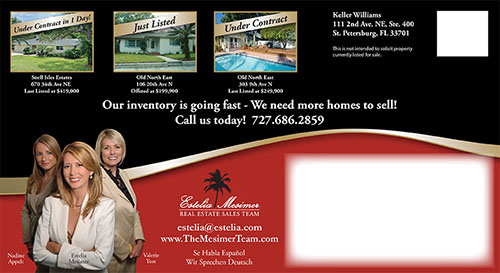 Under Contract in 1 Day!
Snell Isles Estates
670 34th Ave NE
Last Listed at $419,000
Just Listed
Old North East
106 20th Ave N
Offered at $199,900
Under Contract
Old North East
303 9th Ave N
Last Listed at $249,900
Keller Williams
111 2nd Ave. NE, Ste. 400
St. Petersburg, FL 33701
This is not intended to solicit property
currently listed for sale.
Our inventory is going fast - We need more homes to sell!
Call us today! 727.686.2859
Estelia Mesimer
REAL ESTATE SALES TEAM
estelia@estelia.com
www.TheMesimerTeam.com
Se Habla Español
Wir Sprechen Deutsch
Nadine
Appelt
Estelia
Mesimer
Valerie
Yost